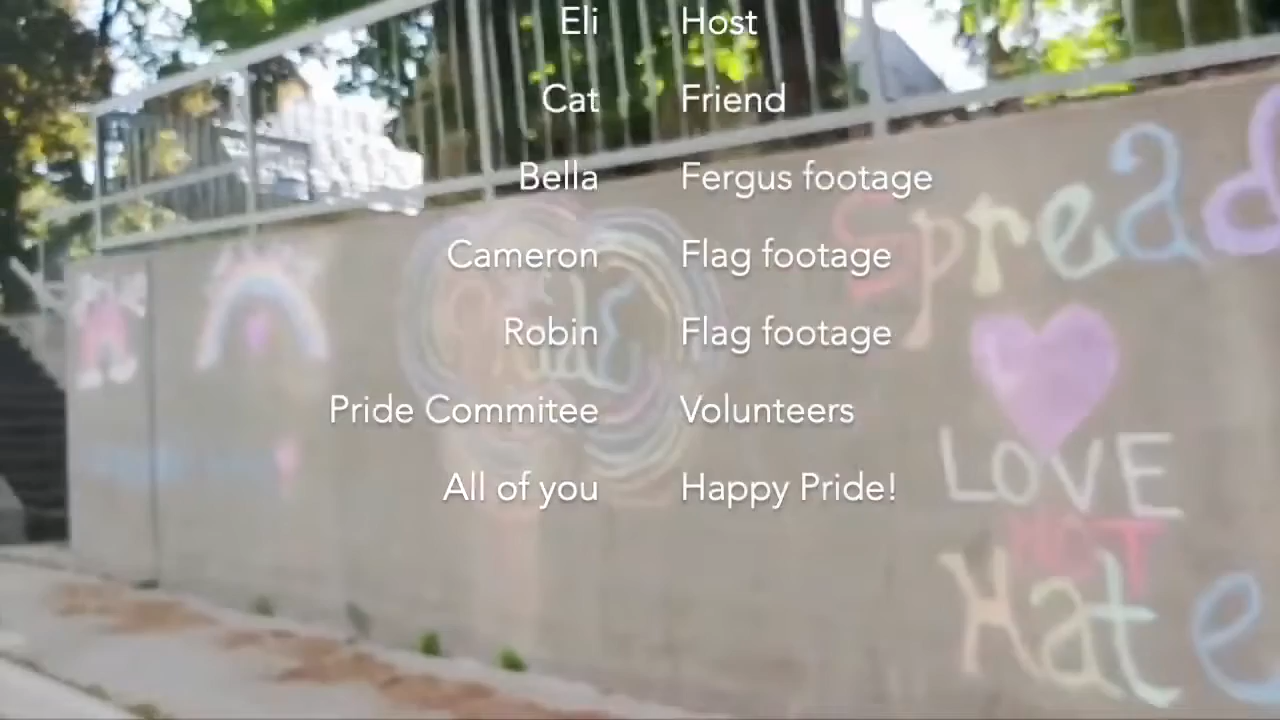 Eli Host
Cat Friend
Bella Fergus footage
Cameron Flag footage
Robin Flag footage
Pride Commitee Volunteers
All of you Happy Pride!
Spread
LOVE
NOT
Hate
PridE